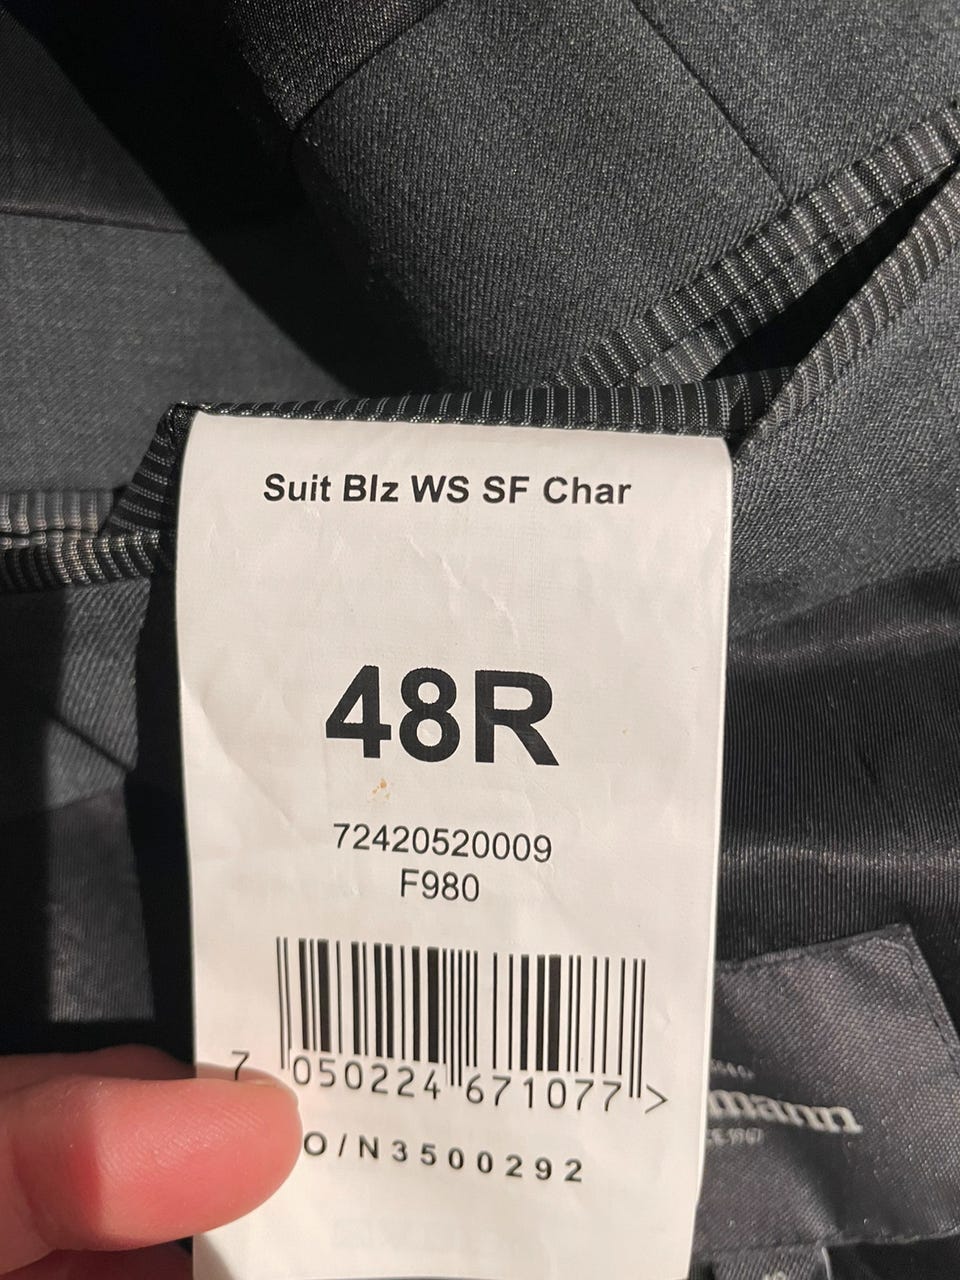 Suit Blz WS SF Char
48R
72420520009
F980
7 050224 671077 >
O/N3500292